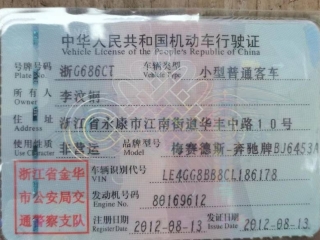 中华人民共和国机动车行驶证
Vehicle License of the People's Republic of China
号牌号码 浙G686CT 车辆类型 小型普通客车
Plate No. Vehicle Type
所有人 李
Owner
住址 浙江省永康市江南街道华丰中路10号
Address
使用性质 非营运 品牌型号 梅赛德斯-奔驰牌BJ6453A
Use Character Model
浙江省金华
市公安局交
通警察支队
车辆识别代号 LE4GG8BB8CL186178
VIN
发动机号码 80169612
Engine No.
注册日期 2012-08-13 发证日期 2012-08-13
Register Date Issue Date